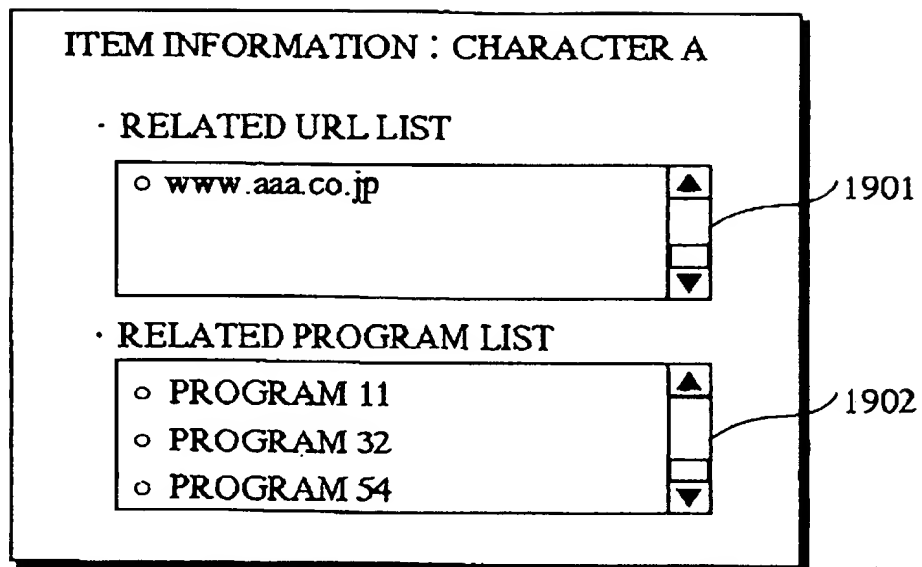 ITEM INFORMATION : CHARACTER A
· RELATED URL LIST
○ www.aaa.co.jp
1901
· RELATED PROGRAM LIST
○ PROGRAM 11
1902
○ PROGRAM 32
○ PROGRAM 54